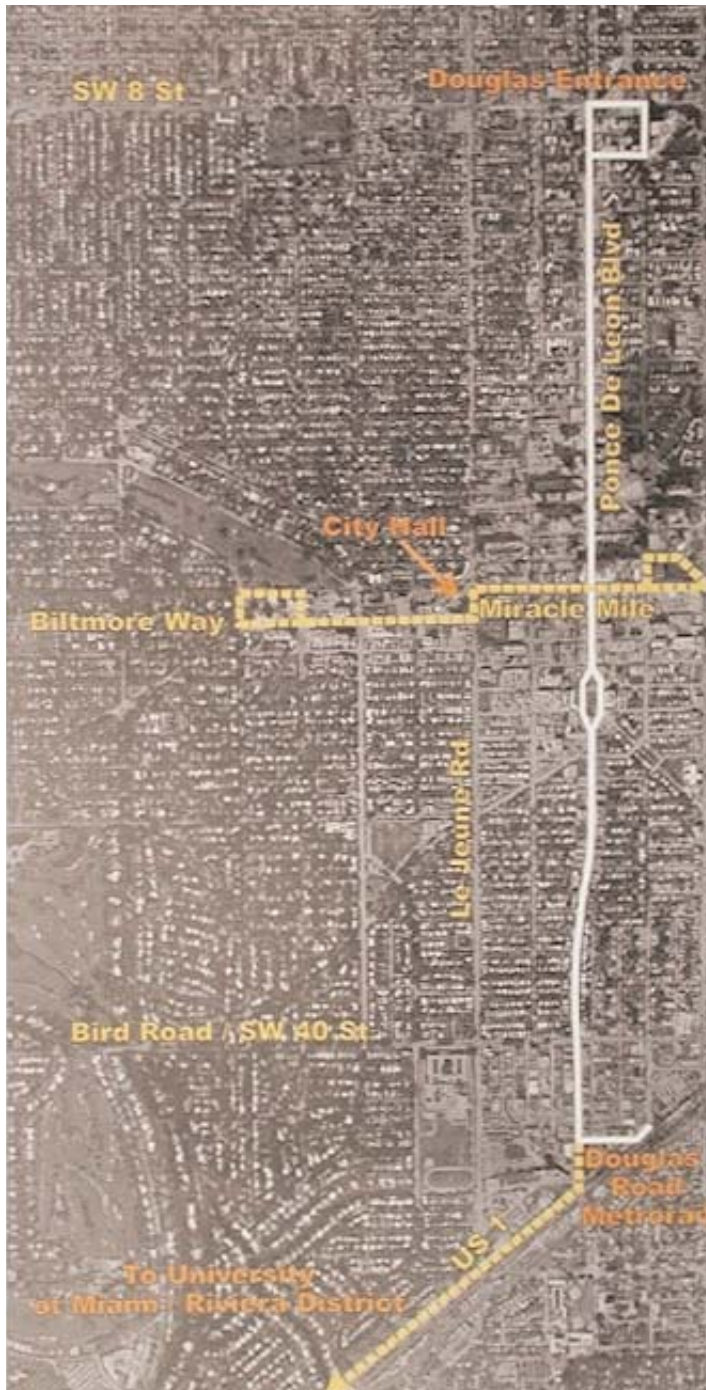 Douglas Entrance
SW 8 St
Ponce De Leon Blvd
City Hall
Miracle Mile
Biltmore Way
Le Jeune Rd
Bird Road / SW 40 St
Douglas
Road
US 1
To University
of Miami Riviera District